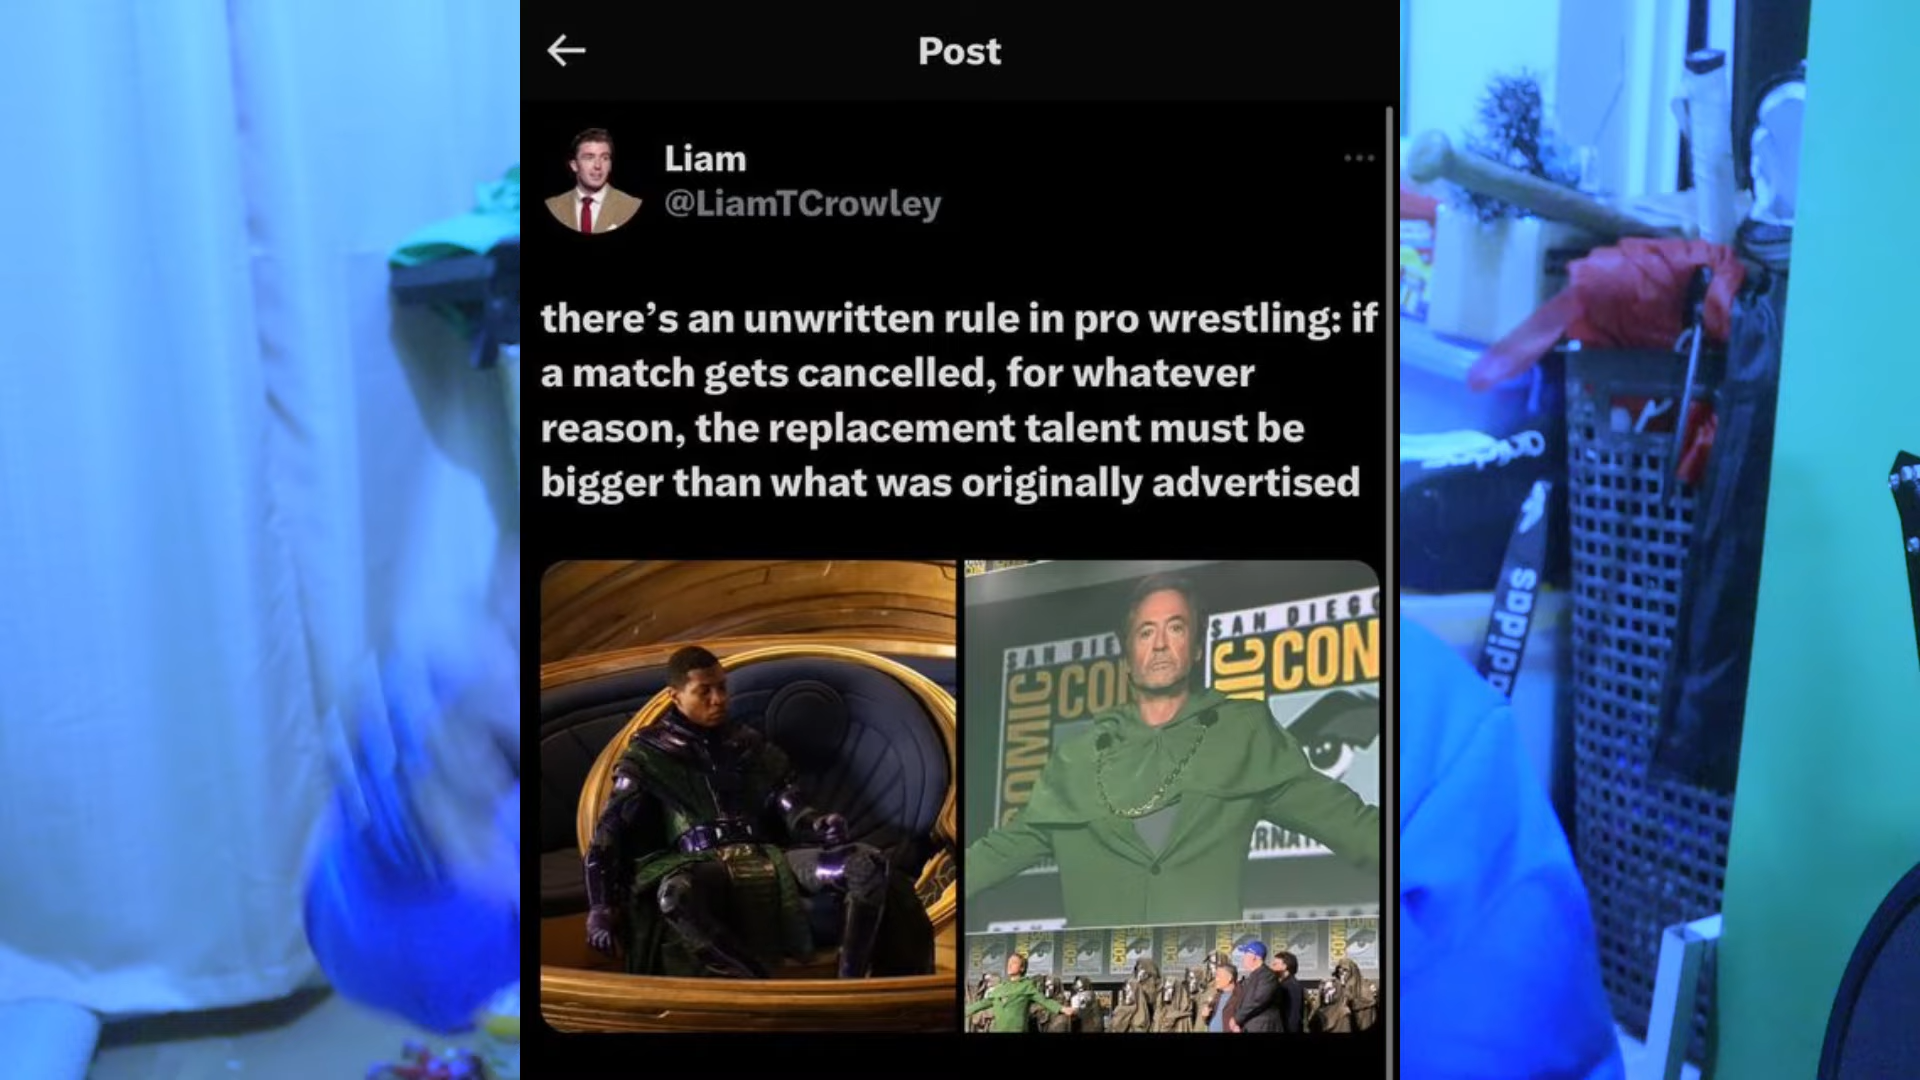 Post
Liam
@LiamTCrowley
there’s an unwritten rule in pro wrestling: if
a match gets cancelled, for whatever
reason, the replacement talent must be
bigger than what was originally advertised
SAN DIEGO
COMIC
CON
adidas